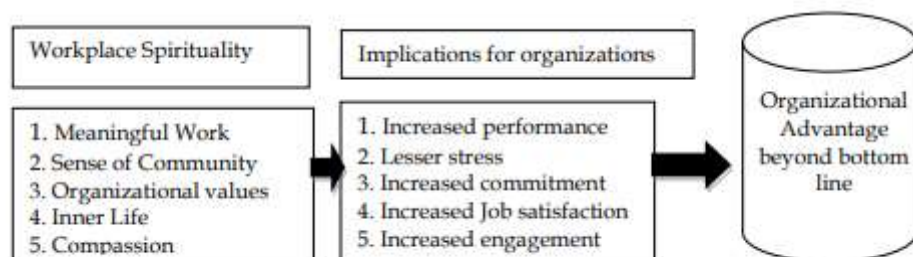 Workplace Spirituality
1. Meaningful Work
2. Sense of Community
3. Organizational values
4. Inner Life
5. Compassion
Implications for organizations
1. Increased performance
2. Lesser stress
3. Increased commitment
4. Increased Job satisfaction
5. Increased engagement
Organizational
Advantage
beyond bottom
line